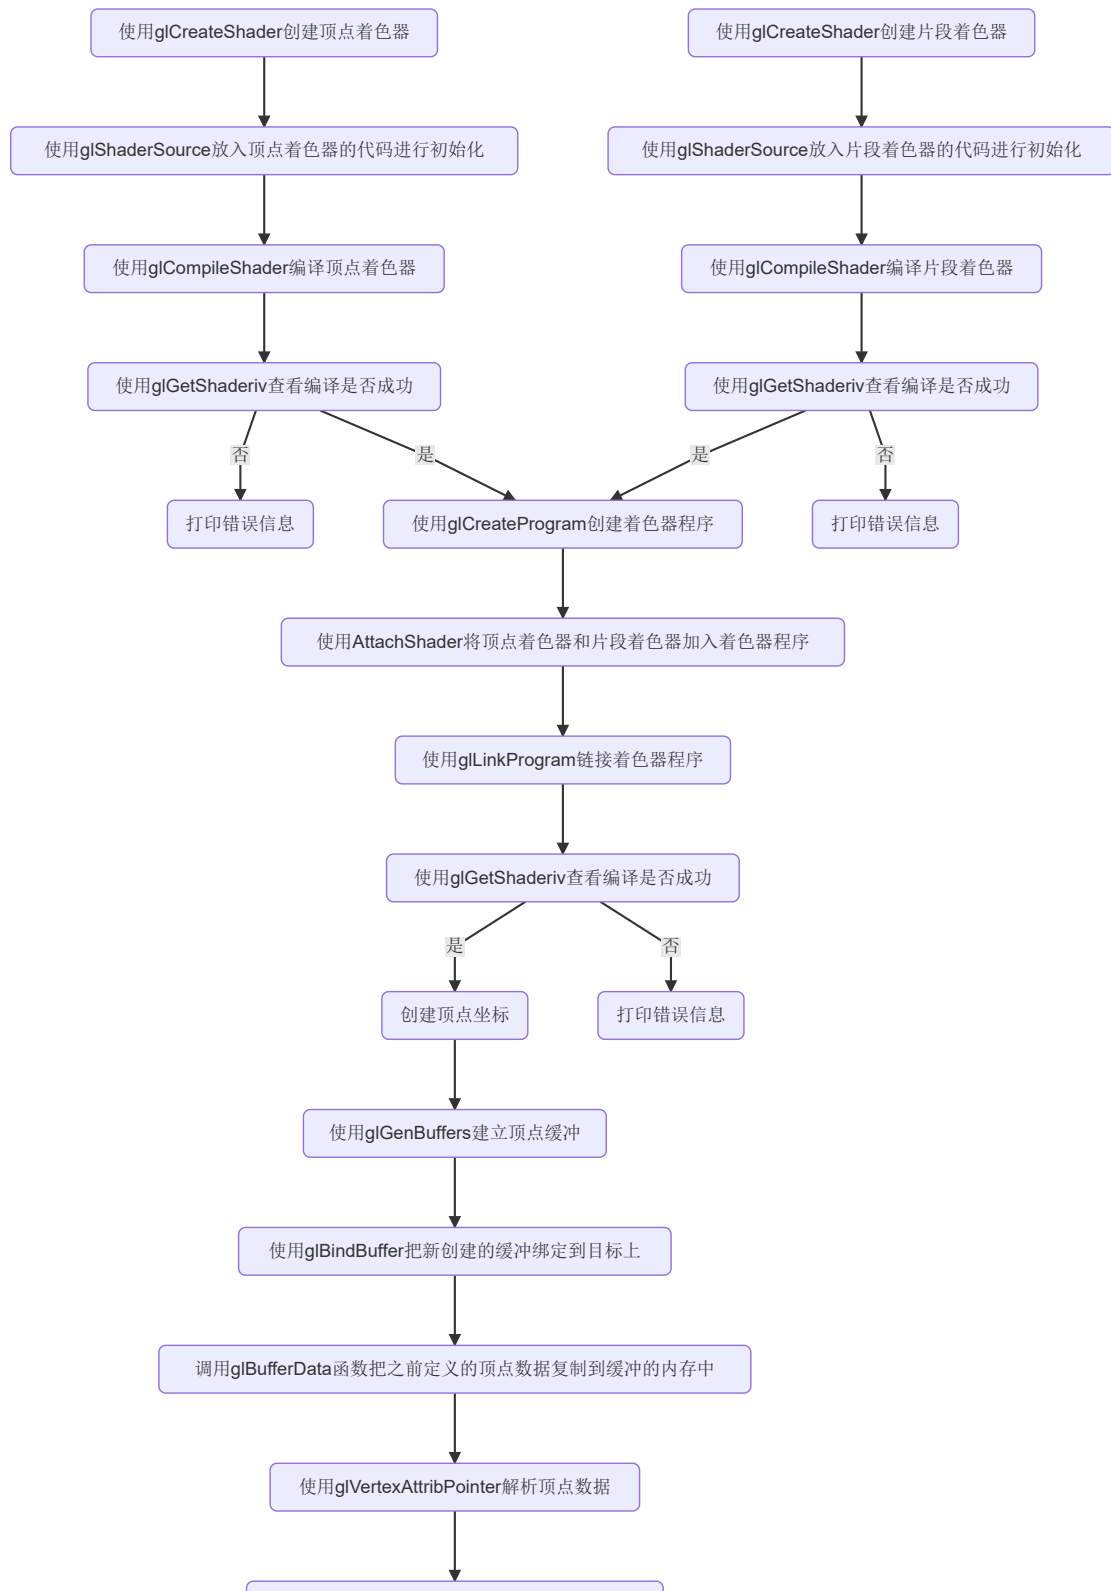 使用glCreateShader创建顶点着色器
使用glCreateShader创建片段着色器
使用glShaderSource放入顶点着色器的代码进行初始化
使用glShaderSource放入片段着色器的代码进行初始化
使用glCompileShader编译顶点着色器
使用glCompileShader编译片段着色器
使用glGetShaderiv查看编译是否成功
使用glGetShaderiv查看编译是否成功
否
是
是
否
打印错误信息
使用glCreateProgram创建着色器程序
打印错误信息
使用AttachShader将顶点着色器和片段着色器加入着色器程序
使用glLinkProgram链接着色器程序
使用glGetShaderiv查看编译是否成功
是
否
创建顶点坐标
打印错误信息
使用glGenBuffers建立顶点缓冲
使用glBindBuffer把新创建的缓冲绑定到目标上
调用glBufferData函数把之前定义的顶点数据复制到缓冲的内存中
使用glVertexAttribPointer解析顶点数据